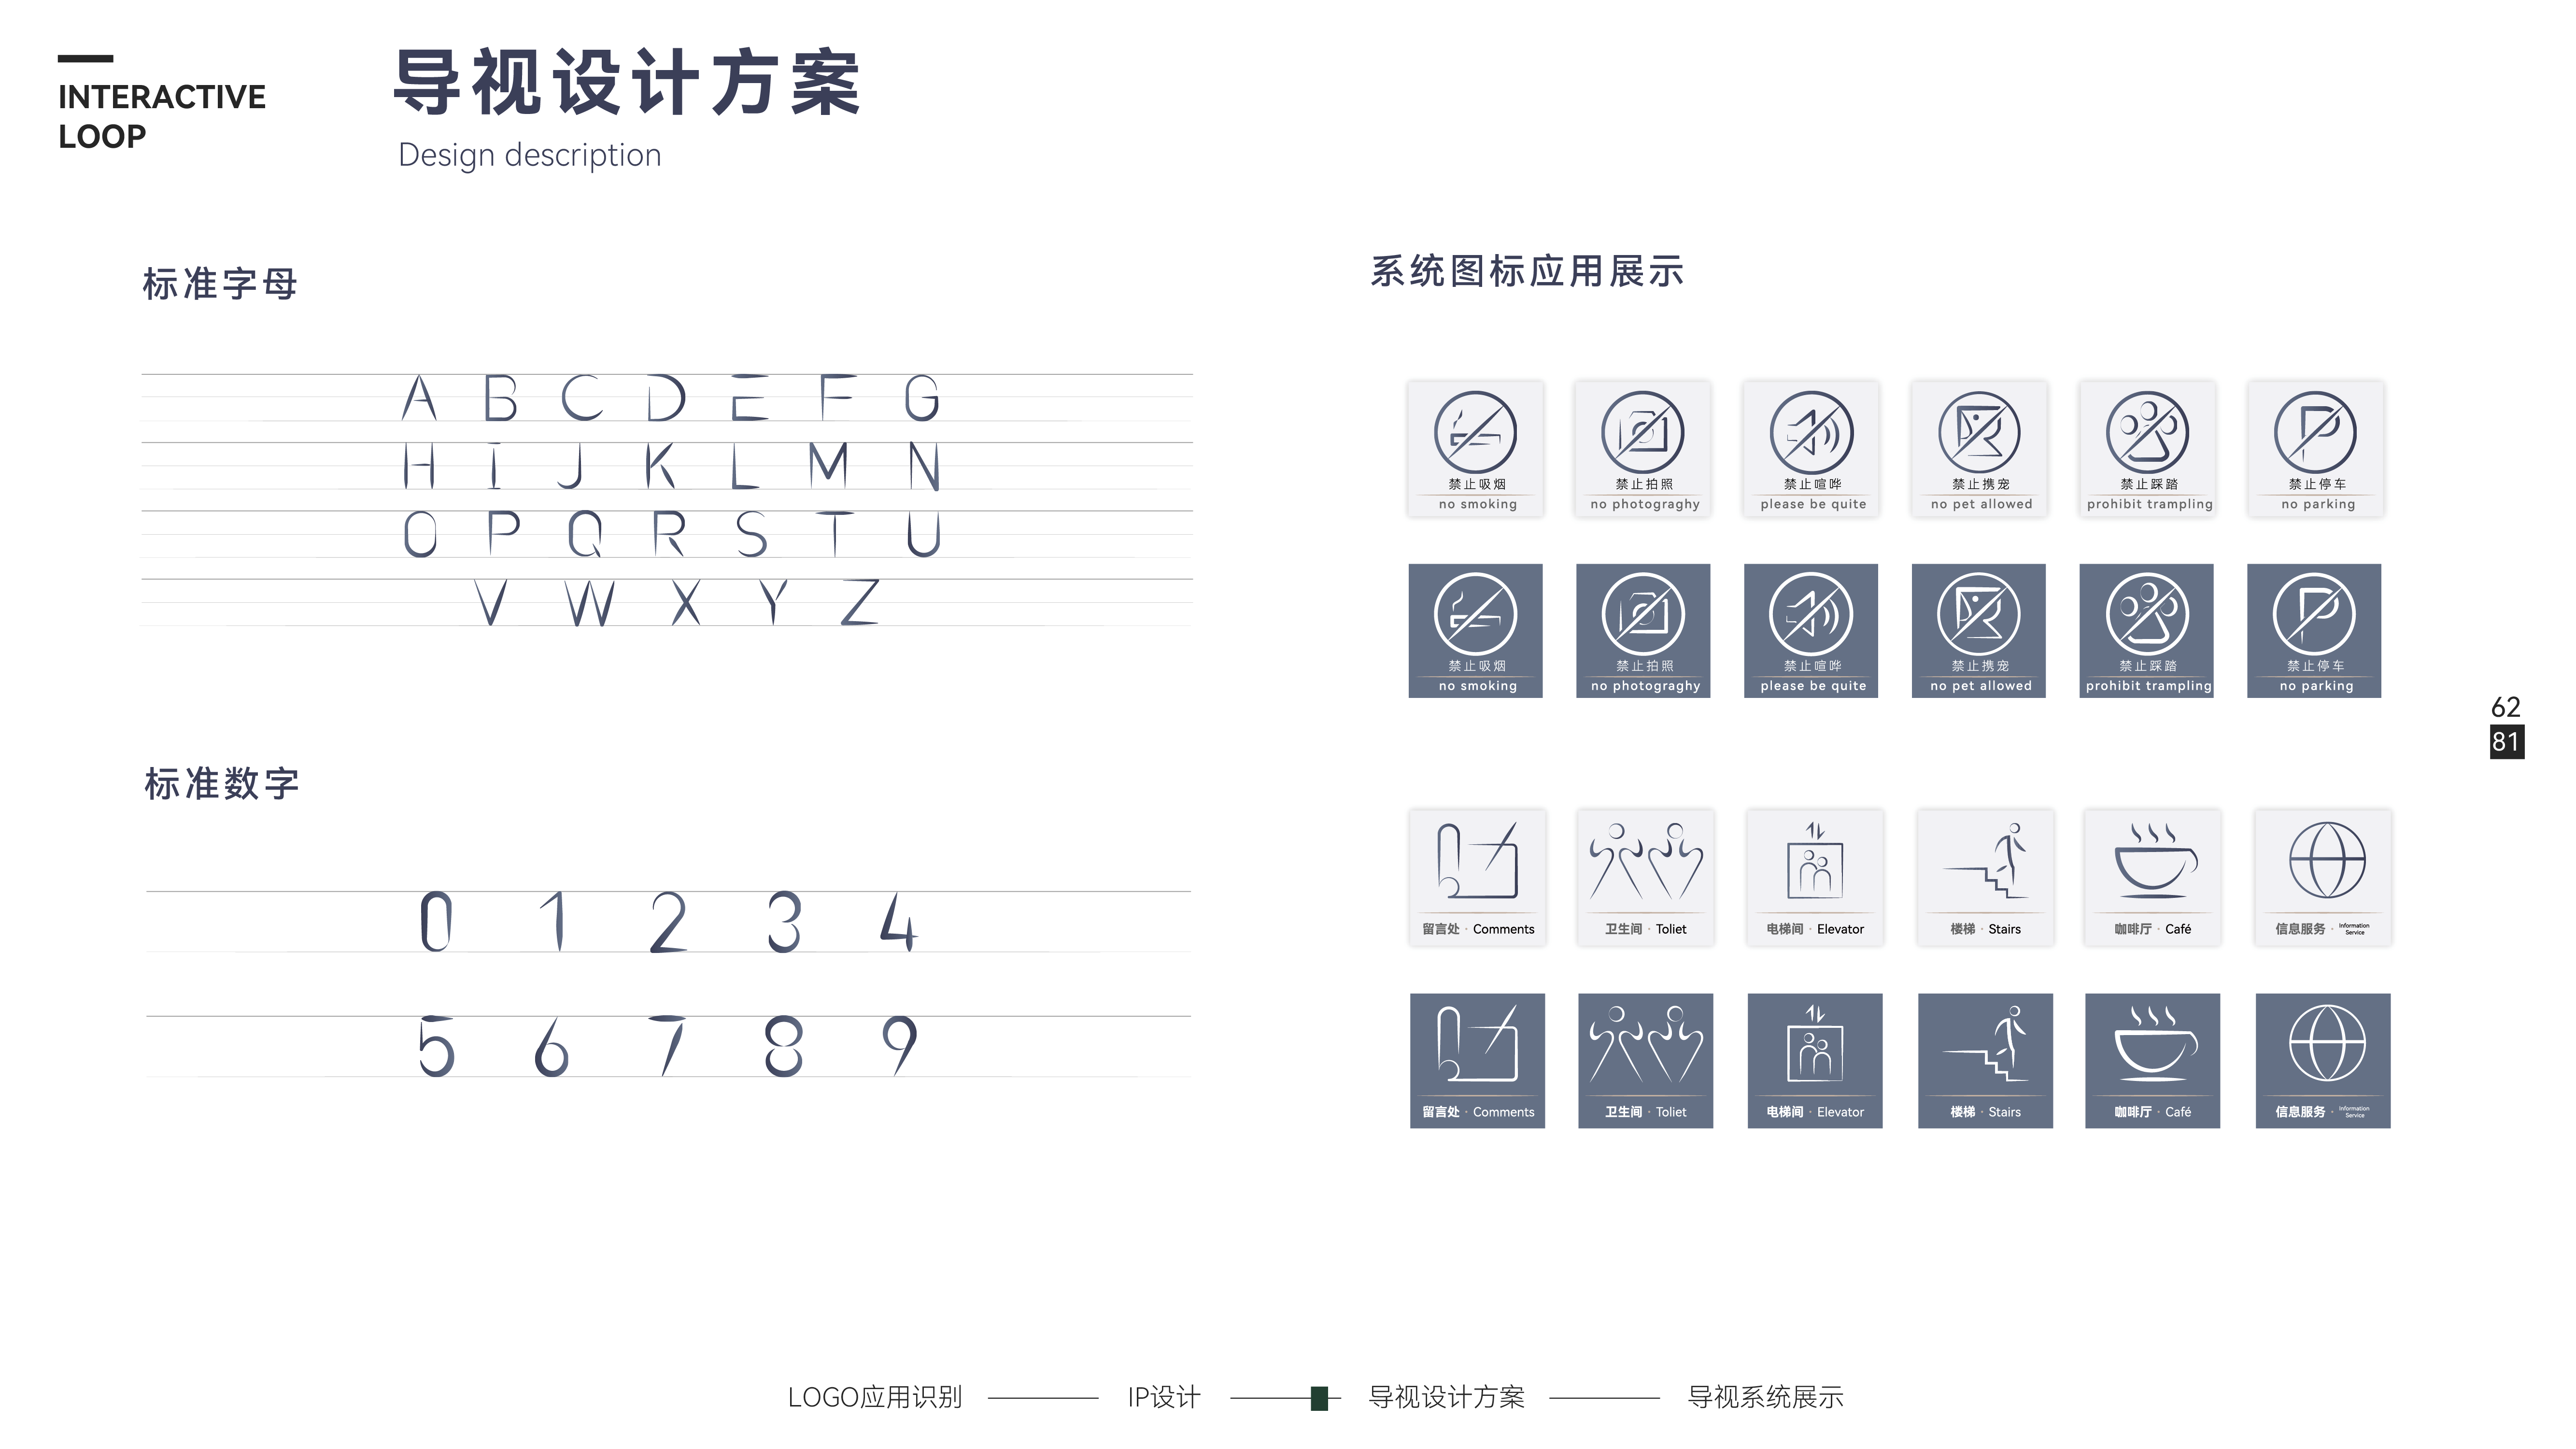 INTERACTIVE
LOOP
导视设计方案
Design description
标准字母
A B C D E F G
H I J K L M N
O P Q R S T U
V W X Y Z
标准数字
0 1 2 3 4
5 6 7 8 9
系统图标应用展示
禁止吸烟
no smoking
禁止拍照
no photograghy
禁止喧哗
please be quite
禁止携宠
no pet allowed
禁止踩踏
prohibit trampling
禁止停车
no parking
禁止吸烟
no smoking
禁止拍照
no photograghy
禁止喧哗
please be quite
禁止携宠
no pet allowed
禁止踩踏
prohibit trampling
禁止停车
no parking
留言处 · Comments
卫生间 · Toliet
电梯间 · Elevator
楼梯 · Stairs
咖啡厅 · Café
信息服务 · Information
Service
留言处 · Comments
卫生间 · Toliet
电梯间 · Elevator
楼梯 · Stairs
咖啡厅 · Café
信息服务 · Information
Service
62
81
LOGO应用识别 IP设计 导视设计方案 导视系统展示